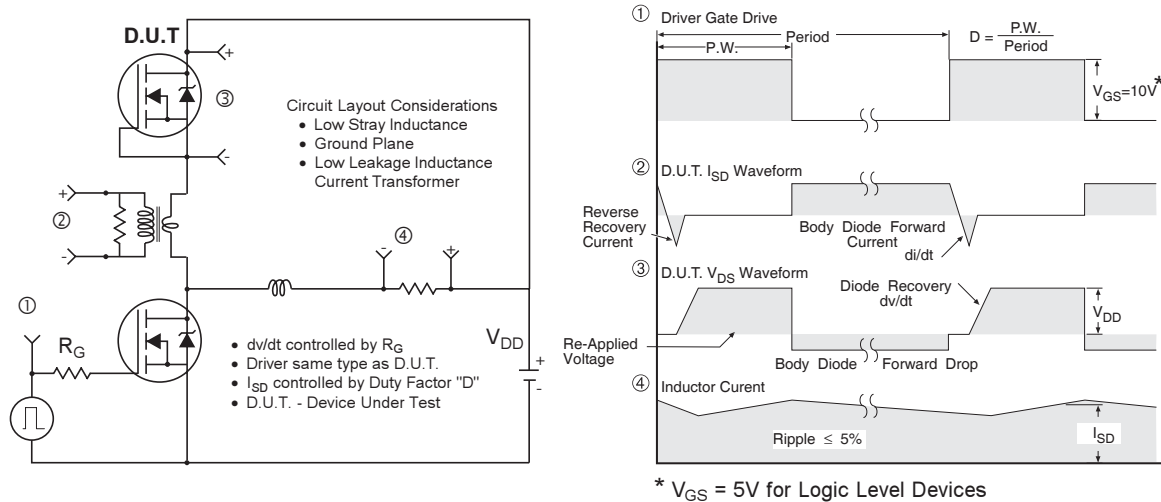 D.U.T
+
③
-
Circuit Layout Considerations
• Low Stray Inductance
• Ground Plane
• Low Leakage Inductance
Current Transformer
+
②
-
④
-
+
①
R_G
V_DD
+
-
• dv/dt controlled by R_G
• Driver same type as D.U.T.
• I_SD controlled by Duty Factor "D"
• D.U.T. - Device Under Test
① Driver Gate Drive
P.W.
Period
D = P.W. / Period
V_GS=10V*
② D.U.T. I_SD Waveform
Reverse
Recovery
Current
Body Diode Forward
Current
di/dt
③ D.U.T. V_DS Waveform
Diode Recovery
dv/dt
V_DD
Re-Applied
Voltage
Body Diode Forward Drop
④ Inductor Curent
Ripple ≤ 5%
I_SD
* V_GS = 5V for Logic Level Devices